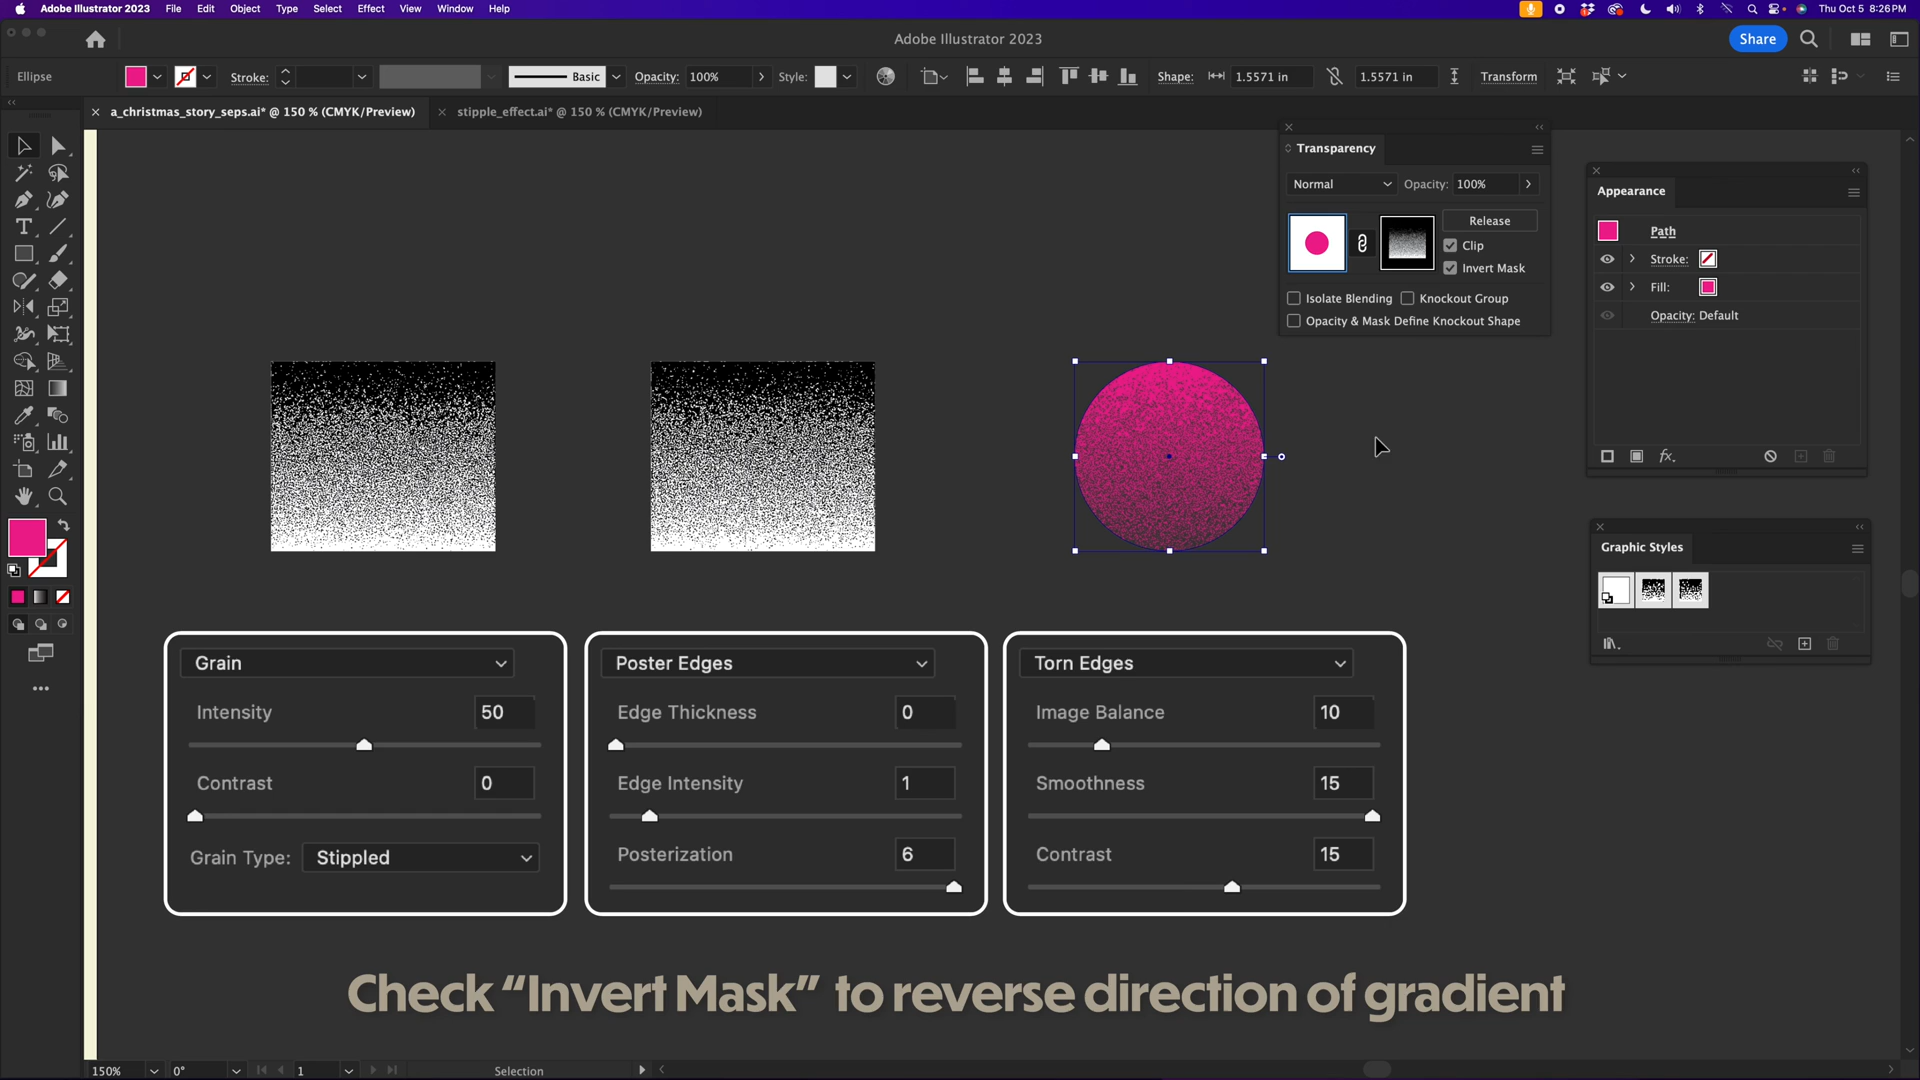 Adobe Illustrator 2023 File Edit Object Type Select Effect View Window Help Thu Oct 5 8:26 PM
Adobe Illustrator 2023 Share
Ellipse Stroke: Basic Opacity: 100% Style: Shape: 1.5571 in 1.5571 in Transform
a_christmas_story_seps.ai* @ 150 % (CMYK/Preview) stipple_effect.ai* @ 150 % (CMYK/Preview)
Transparency
Normal Opacity: 100%
Release
Clip
Invert Mask
Isolate Blending Knockout Group
Opacity & Mask Define Knockout Shape
Appearance
Path
Stroke:
Fill:
Opacity: Default
fx.
Graphic Styles
Grain
Intensity 50
Contrast 0
Grain Type: Stippled
Poster Edges
Edge Thickness 0
Edge Intensity 1
Posterization 6
Torn Edges
Image Balance 10
Smoothness 15
Contrast 15
Check “Invert Mask” to reverse direction of gradient
150% 0° 1 Selection